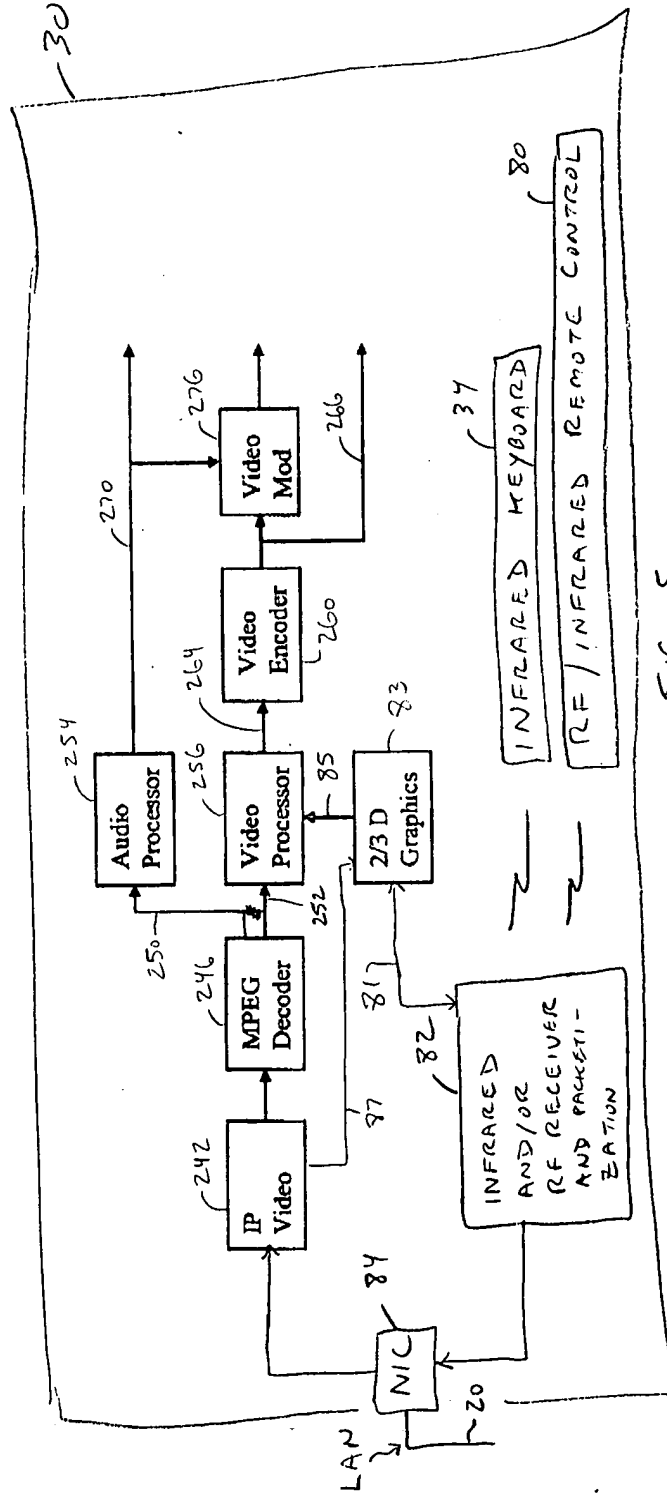 30
254
Audio
Processor
270
250
242
IP
Video
246
MPEG
Decoder
252
256
Video
Processor
264
Video
Encoder
260
276
Video
Mod
266
85
83
2/3 D
Graphics
87
81
84
NIC
LAN
20
82
INFRARED
AND/OR
RF RECEIVER
AND PACKETI-
ZATION
34
INFRARED KEYBOARD
80
RF/INFRARED REMOTE CONTROL